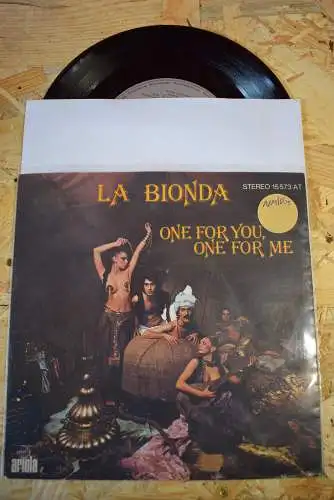 LA BIONDA
STEREO 15 573 AT
ONE FOR YOU,
ONE FOR ME
ariola